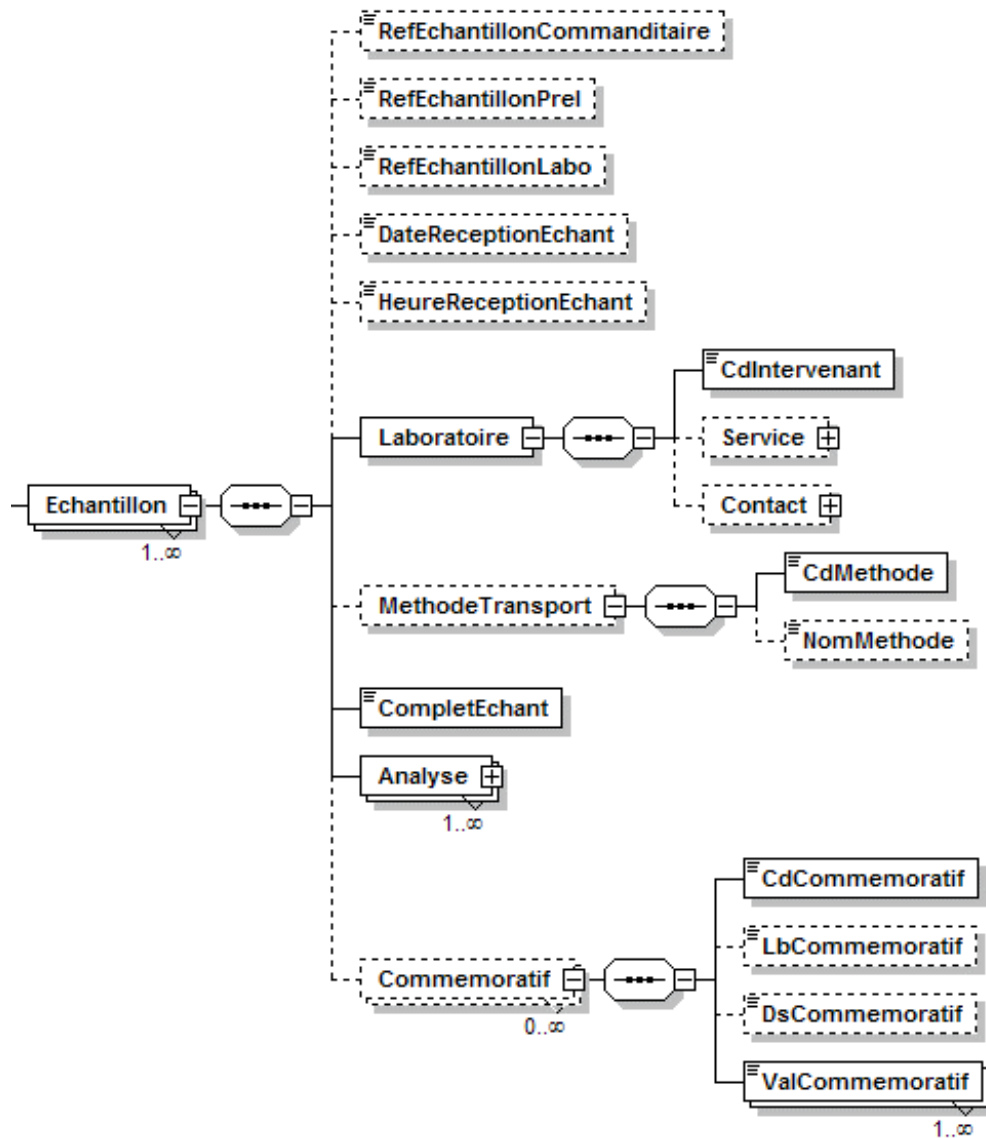 RefEchantillonCommanditaire
RefEchantillonPrel
RefEchantillonLabo
DateReceptionEchant
HeureReceptionEchant
CdIntervenant
Laboratoire
Service
Contact
Echantillon
1..∞
CdMethode
MethodeTransport
NomMethode
CompletEchant
Analyse
1..∞
CdCommemoratif
LbCommemoratif
Commemoratif
0..∞
DsCommemoratif
ValCommemoratif
1..∞